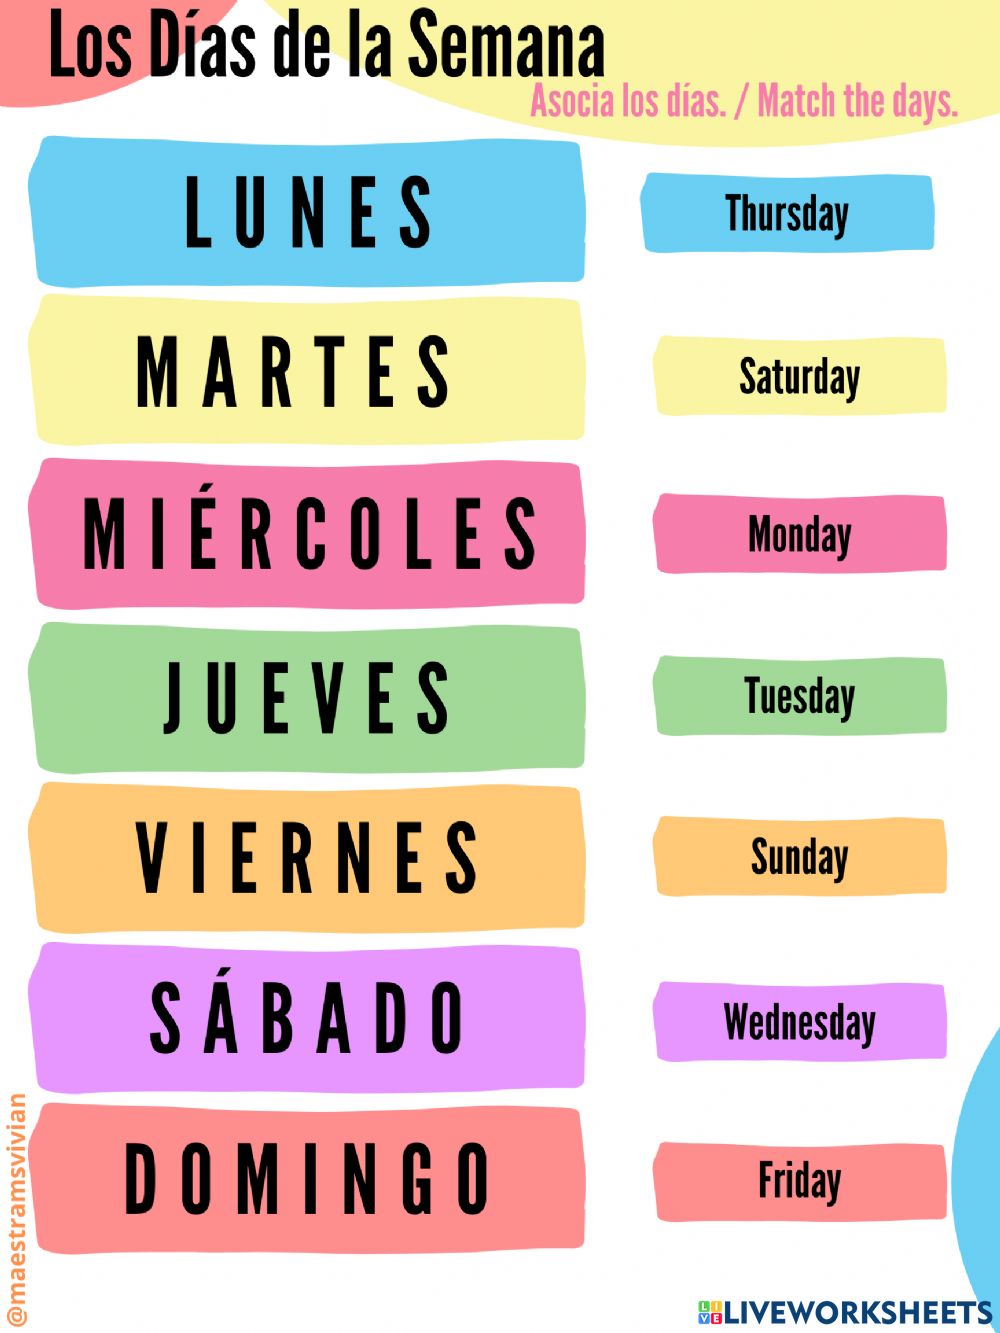 Los Días de la Semana
Asocia los días. / Match the days.
LUNES
Thursday
MARTES
Saturday
MIÉRCOLES
Monday
JUEVES
Tuesday
VIERNES
Sunday
SÁBADO
Wednesday
DOMINGO
Friday
@maestramsvivian
LIVE LIVEWORKSHEETS